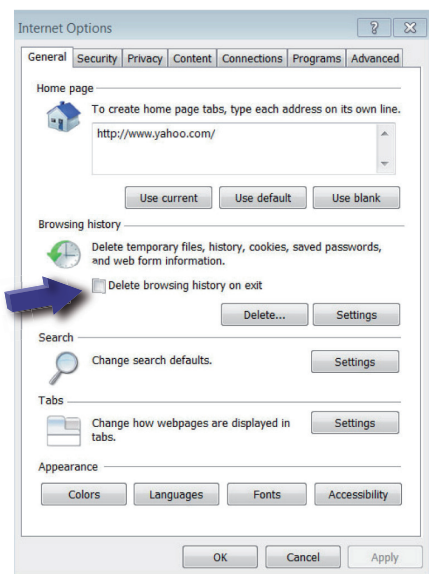 Internet Options
General Security Privacy Content Connections Programs Advanced
Home page
To create home page tabs, type each address on its own line.
http://www.yahoo.com/
Use current Use default Use blank
Browsing history
Delete temporary files, history, cookies, saved passwords,
and web form information.
Delete browsing history on exit
Delete... Settings
Search
Change search defaults. Settings
Tabs
Change how webpages are displayed in Settings
tabs.
Appearance
Colors Languages Fonts Accessibility
OK Cancel Apply